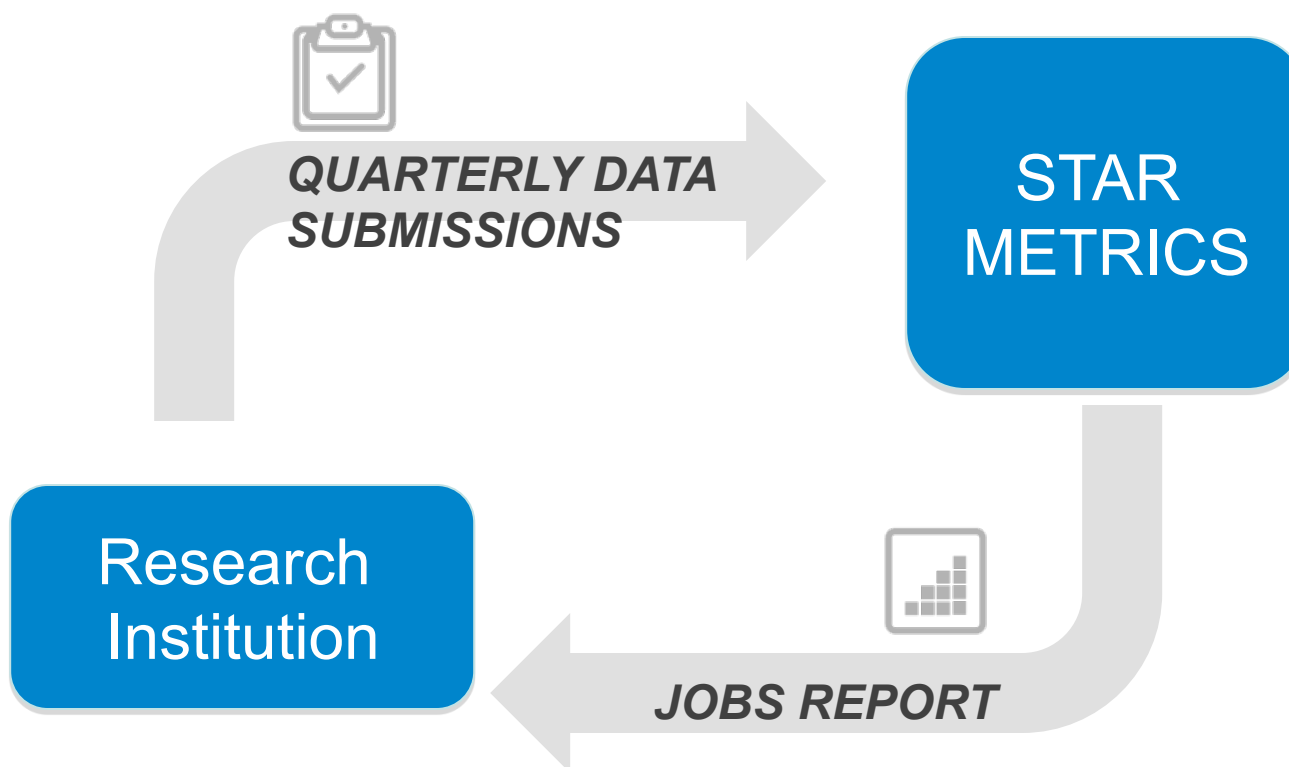 QUARTERLY DATA
SUBMISSIONS
STAR
METRICS
Research
Institution
JOBS REPORT